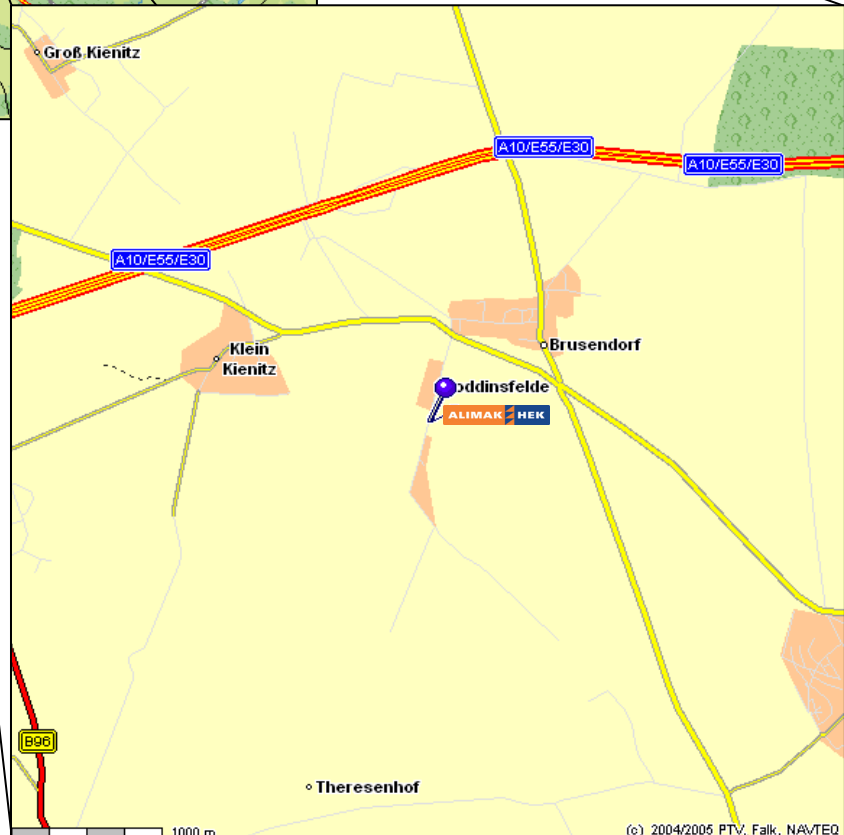 Groß Kienitz
A10/E55/E30
A10/E55/E30
A10/E55/E30
Klein
Kienitz
Brusendorf
oddinsfelde
ALIMAK HEK
B96
Theresenhof
1000 m
(c) 2004/2005 PTV, Falk, NAVTEQ